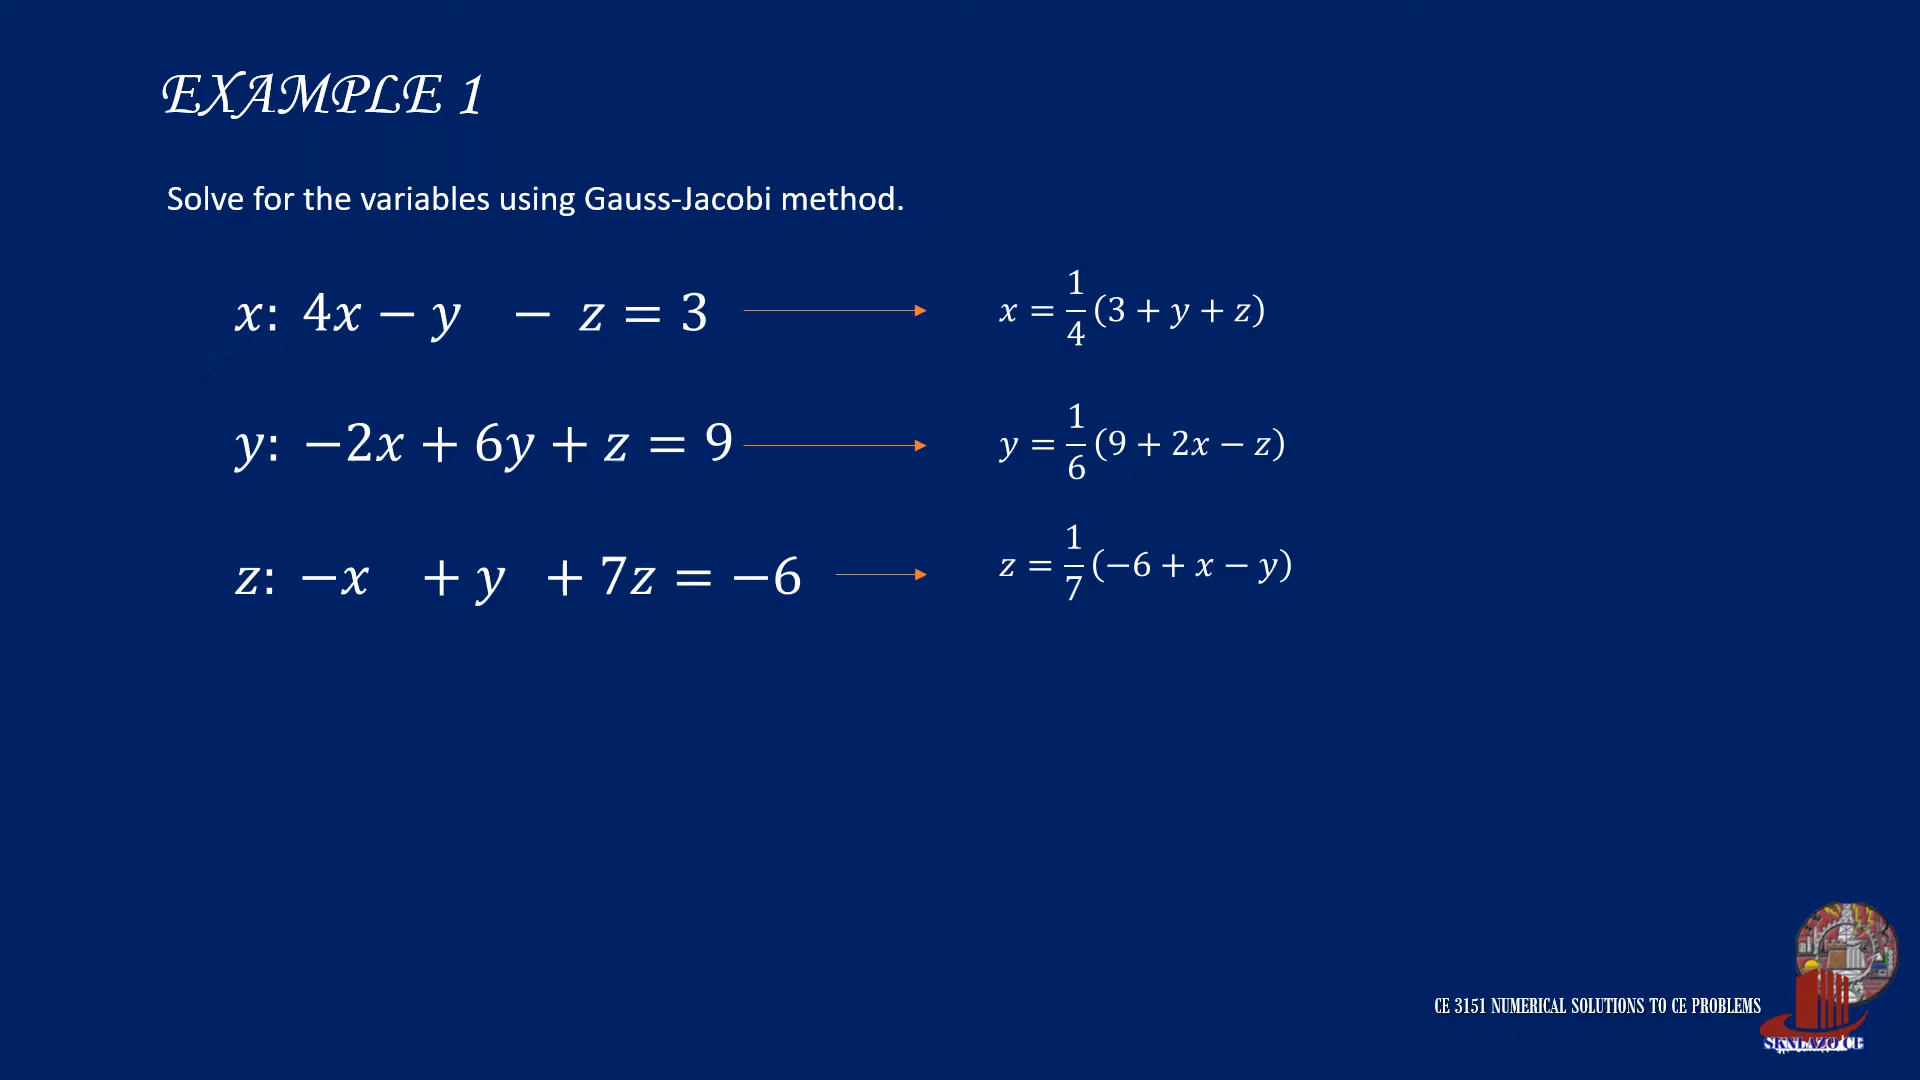 EXAMPLE 1
Solve for the variables using Gauss-Jacobi method.
x: 4x − y − z = 3
x = 1/4 (3 + y + z)
y: −2x + 6y + z = 9
y = 1/6 (9 + 2x − z)
z: −x + y + 7z = −6
z = 1/7 (−6 + x − y)
CE 3151 NUMERICAL SOLUTIONS TO CE PROBLEMS